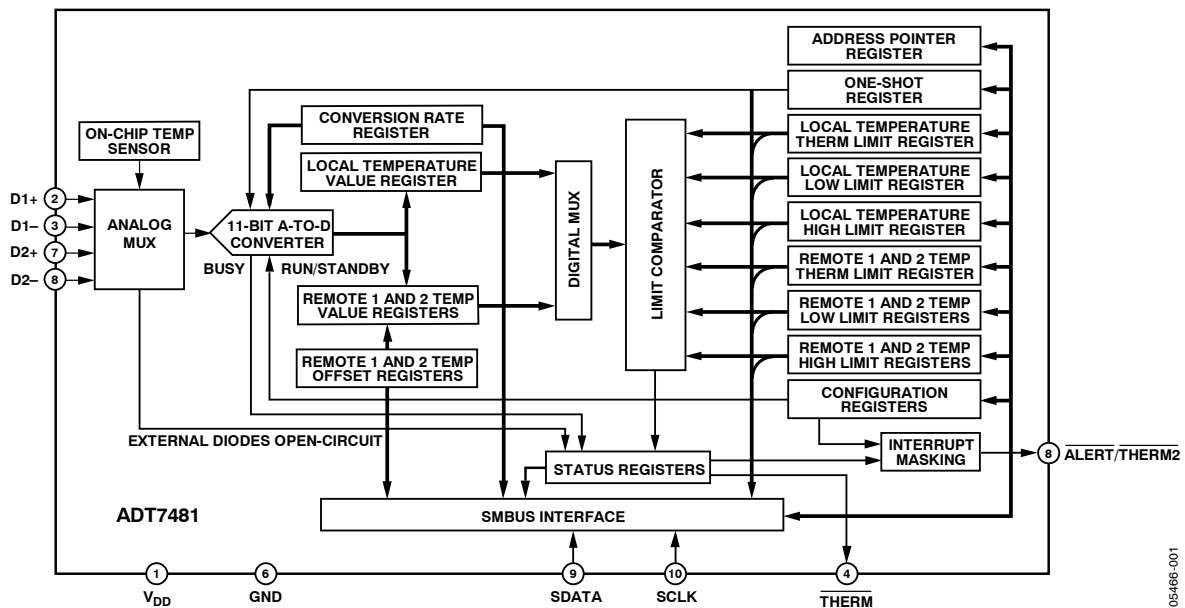 ADDRESS POINTER
REGISTER
ONE-SHOT
REGISTER
CONVERSION RATE
REGISTER
ON-CHIP TEMP
SENSOR
LOCAL TEMPERATURE
THERM LIMIT REGISTER
LOCAL TEMPERATURE
VALUE REGISTER
LOCAL TEMPERATURE
LOW LIMIT REGISTER
D1+ 2
D1– 3
D2+ 7
D2– 8
ANALOG
MUX
11-BIT A-TO-D
CONVERTER
BUSY
RUN/STANDBY
DIGITAL MUX
LIMIT COMPARATOR
LOCAL TEMPERATURE
HIGH LIMIT REGISTER
REMOTE 1 AND 2 TEMP
THERM LIMIT REGISTER
REMOTE 1 AND 2 TEMP
VALUE REGISTERS
REMOTE 1 AND 2 TEMP
LOW LIMIT REGISTERS
REMOTE 1 AND 2 TEMP
OFFSET REGISTERS
REMOTE 1 AND 2 TEMP
HIGH LIMIT REGISTERS
CONFIGURATION
REGISTERS
EXTERNAL DIODES OPEN-CIRCUIT
STATUS REGISTERS
INTERRUPT
MASKING
8 ALERT/THERM2
ADT7481
SMBUS INTERFACE
1
VDD
6
GND
9
SDATA
10
SCLK
4
THERM
05466-001